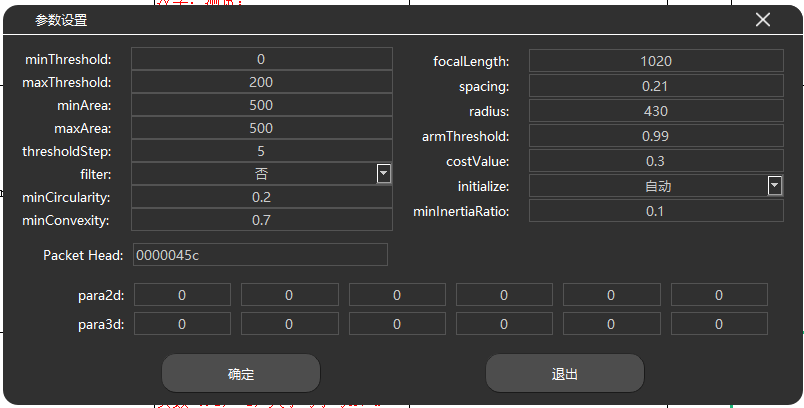 参数设置
minThreshold: 0
maxThreshold: 200
minArea: 500
maxArea: 500
thresholdStep: 5
filter: 否
minCircularity: 0.2
minConvexity: 0.7
focalLength: 1020
spacing: 0.21
radius: 430
armThreshold: 0.99
costValue: 0.3
initialize: 自动
minInertiaRatio: 0.1
Packet Head: 0000045c
para2d: 0 0 0 0 0 0
para3d: 0 0 0 0 0 0
确定 退出